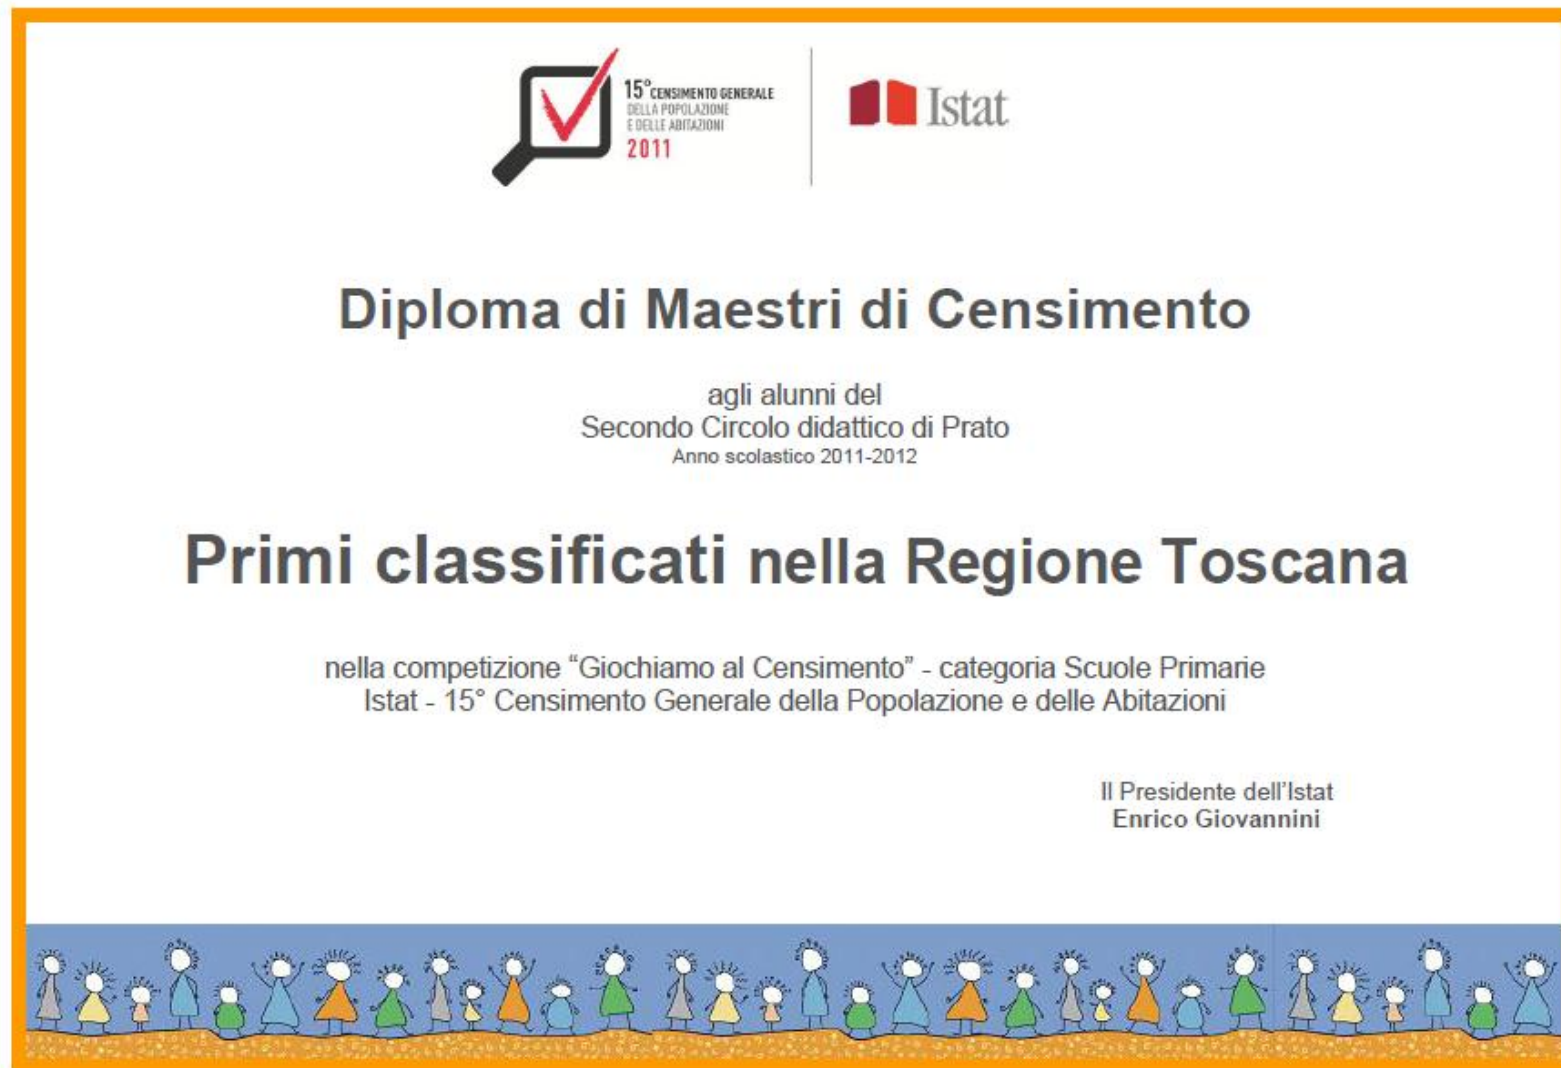 15° CENSIMENTO GENERALE
DELLA POPOLAZIONE
E DELLE ABITAZIONI
2011
Istat
Diploma di Maestri di Censimento
agli alunni del
Secondo Circolo didattico di Prato
Anno scolastico 2011-2012
Primi classificati nella Regione Toscana
nella competizione “Giochiamo al Censimento” - categoria Scuole Primarie
Istat - 15° Censimento Generale della Popolazione e delle Abitazioni
Il Presidente dell’Istat
Enrico Giovannini